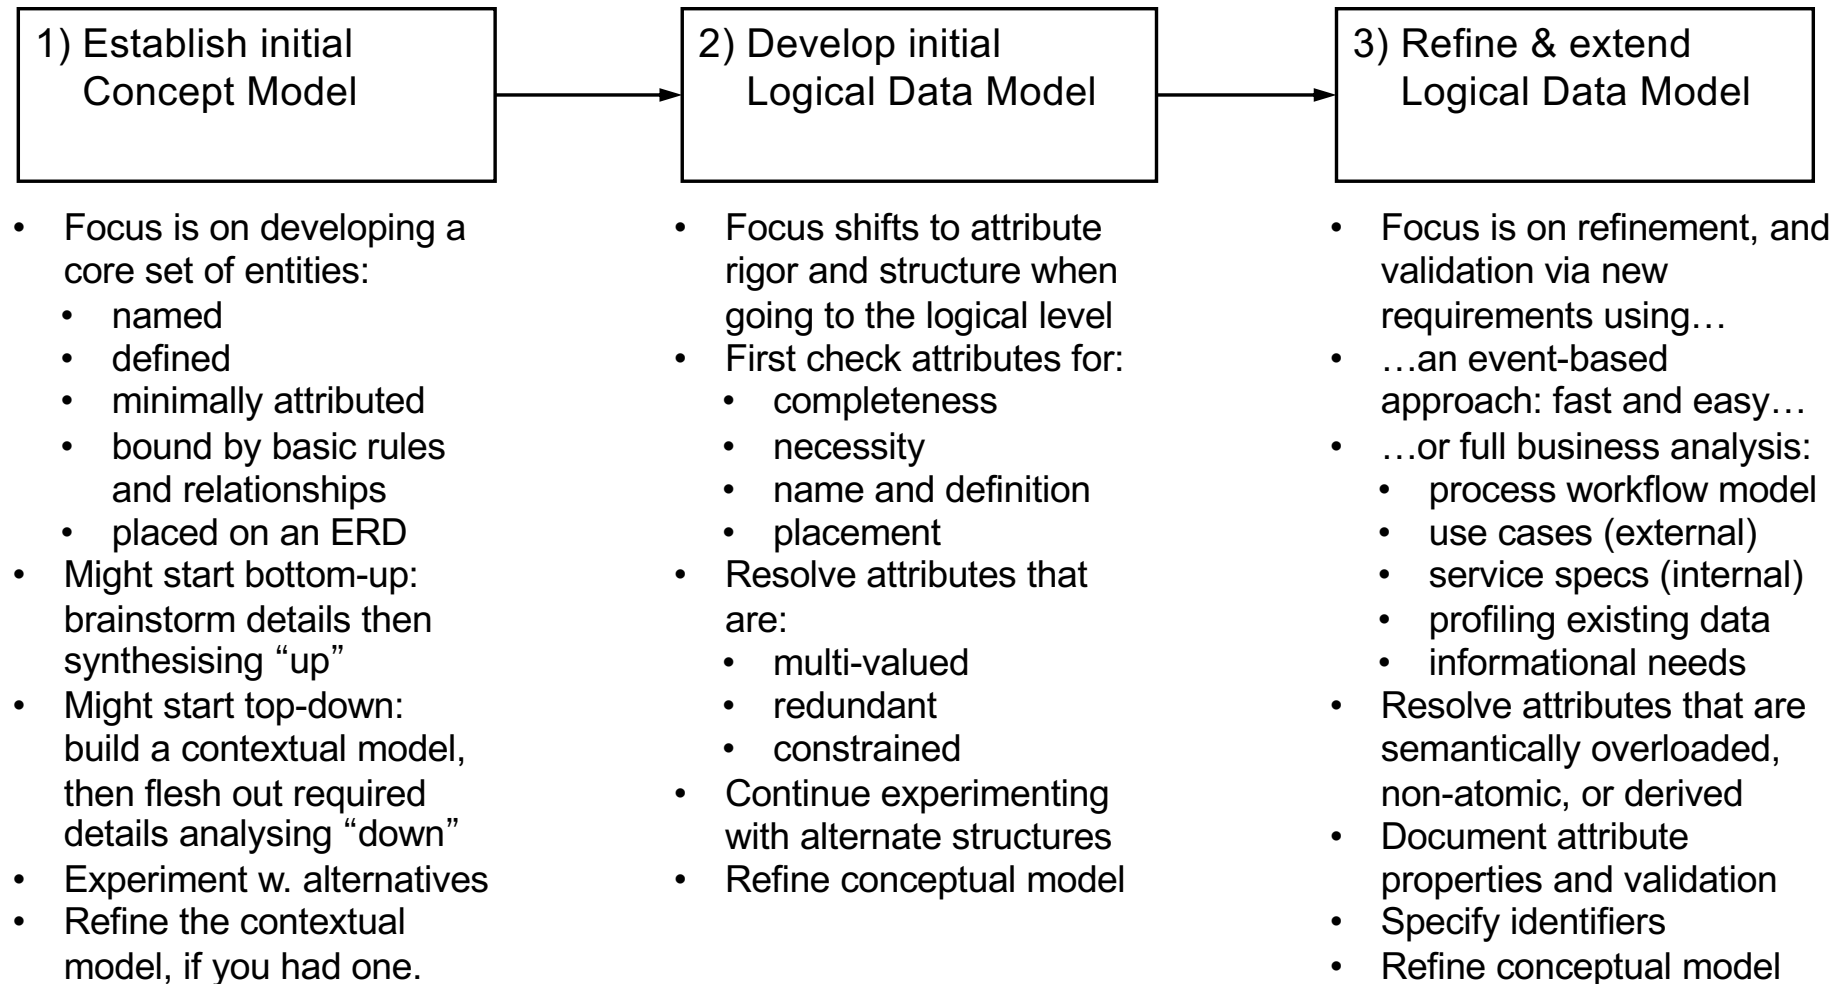 1) Establish initial
Concept Model
• Focus is on developing a
core set of entities:
• named
• defined
• minimally attributed
• bound by basic rules
and relationships
• placed on an ERD
• Might start bottom-up:
brainstorm details then
synthesising “up”
• Might start top-down:
build a contextual model,
then flesh out required
details analysing “down”
• Experiment w. alternatives
• Refine the contextual
model, if you had one.
2) Develop initial
Logical Data Model
• Focus shifts to attribute
rigor and structure when
going to the logical level
• First check attributes for:
• completeness
• necessity
• name and definition
• placement
• Resolve attributes that
are:
• multi-valued
• redundant
• constrained
• Continue experimenting
with alternate structures
• Refine conceptual model
3) Refine & extend
Logical Data Model
• Focus is on refinement, and
validation via new
requirements using…
• …an event-based
approach: fast and easy…
• …or full business analysis:
• process workflow model
• use cases (external)
• service specs (internal)
• profiling existing data
• informational needs
• Resolve attributes that are
semantically overloaded,
non-atomic, or derived
• Document attribute
properties and validation
• Specify identifiers
• Refine conceptual model